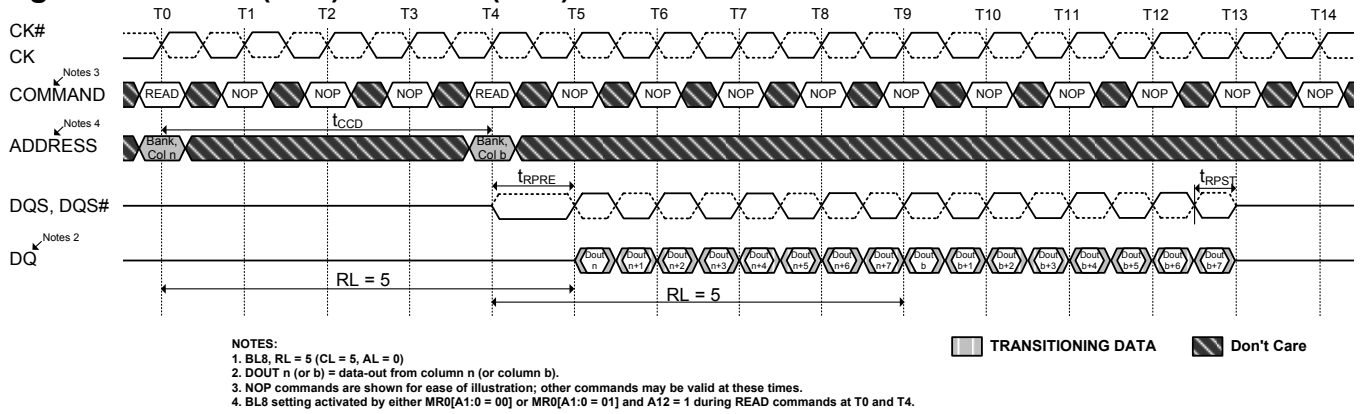 T0 T1 T2 T3 T4 T5 T6 T7 T8 T9 T10 T11 T12 T13 T14
CK#
CK
Notes 3
COMMAND READ NOP NOP NOP READ NOP NOP NOP NOP NOP NOP NOP NOP NOP NOP
Notes 4
tCCD
ADDRESS Bank, Col n Bank, Col b
tRPRE tRPST
DQS, DQS#
Notes 2
DQ Dout n Dout n+1 Dout n+2 Dout n+3 Dout n+4 Dout n+5 Dout n+6 Dout n+7 Dout b Dout b+1 Dout b+2 Dout b+3 Dout b+4 Dout b+5 Dout b+6 Dout b+7
RL = 5 RL = 5
NOTES:
1. BL8, RL = 5 (CL = 5, AL = 0)
2. DOUT n (or b) = data-out from column n (or column b).
3. NOP commands are shown for ease of illustration; other commands may be valid at these times.
4. BL8 setting activated by either MR0[A1:0 = 00] or MR0[A1:0 = 01] and A12 = 1 during READ commands at T0 and T4.
TRANSITIONING DATA Don't Care